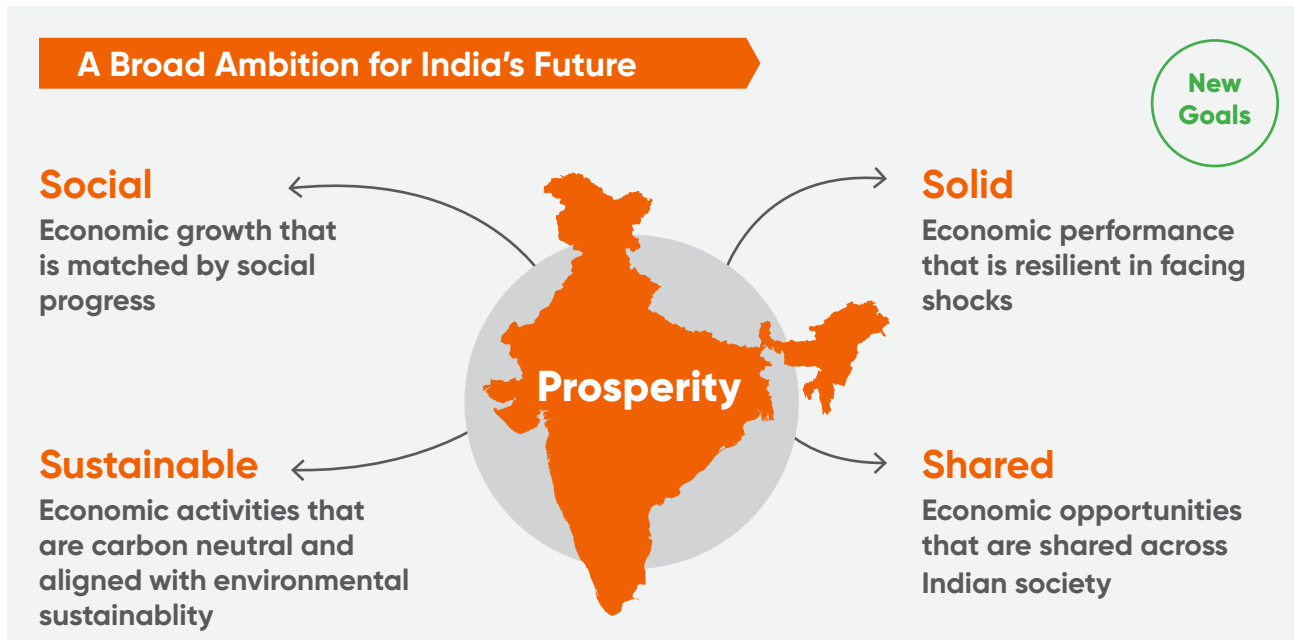 A Broad Ambition for India's Future
New
Goals
Social
Economic growth that
is matched by social
progress
Solid
Economic performance
that is resilient in facing
shocks
Prosperity
Sustainable
Economic activities that
are carbon neutral and
aligned with environmental
sustainablity
Shared
Economic opportunities
that are shared across
Indian society